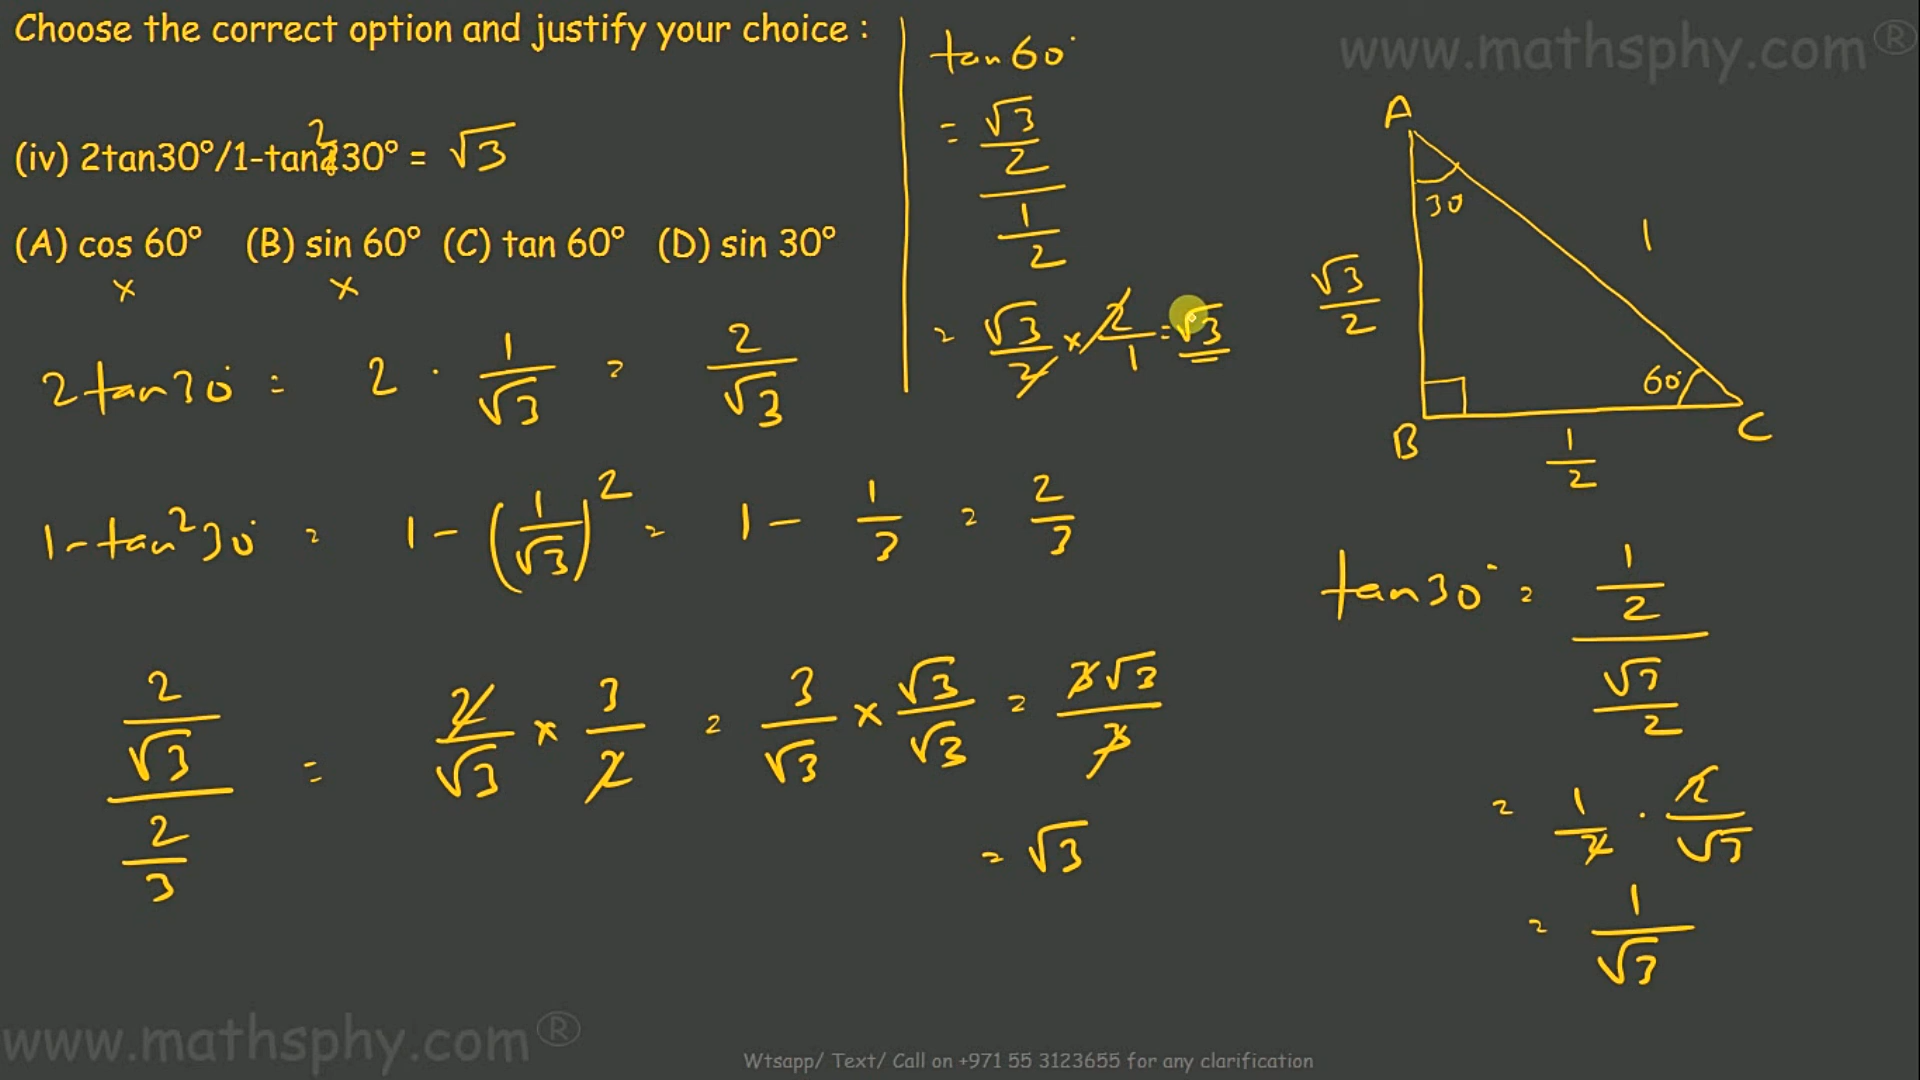 Choose the correct option and justify your choice :
(iv) 2tan30°/1-tan²30° = √3
(A) cos 60° (B) sin 60° (C) tan 60° (D) sin 30°
x x
2tan30° = 2 · 1/√3 = 2/√3
1-tan²30° = 1 - (1/√3)² = 1 - 1/3 = 2/3
2/√3 / 2/3 = 2/√3 x 3/2 = 3/√3 x √3/√3 = 3√3/3
= √3
tan60°
= √3/2 / 1/2
= √3/2 x 2/1 = √3
www.mathsphy.com®
A
30
1
√3/2
60°
B
C
1/2
tan30° = 1/2 / √3/2
= 1/2 · 2/√3
= 1/√3
www.mathsphy.com®
Wtsapp/ Text/ Call on +971 55 3123655 for any clarification